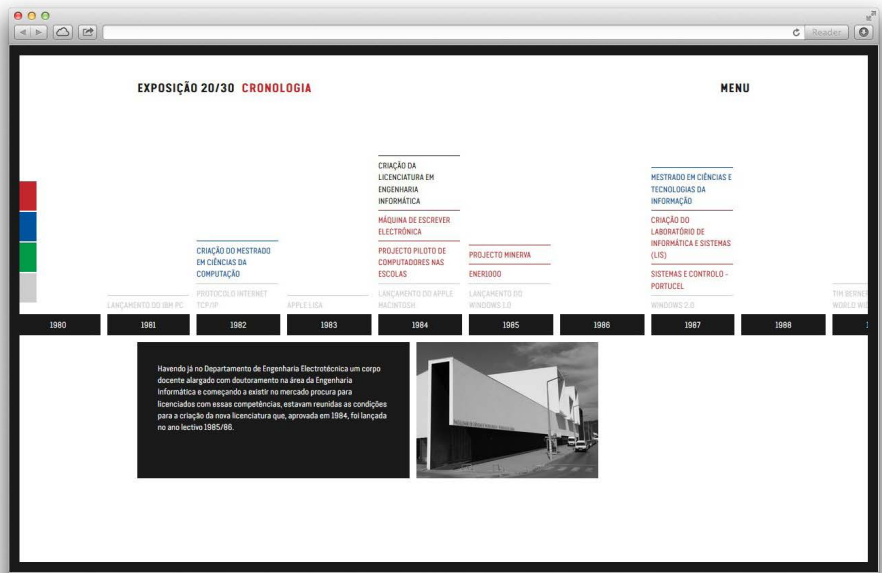 Reader
EXPOSIÇÃO 20/30 CRONOLOGIA
MENU
LANÇAMENTO DO IBM PC
CRIAÇÃO DO MESTRADO
EM CIÊNCIAS DA
COMPUTAÇÃO
PROTOCOLO INTERNET
TCP/IP
APPLE LISA
CRIAÇÃO DA
LICENCIATURA EM
ENGENHARIA
INFORMÁTICA
MÁQUINA DE ESCREVER
ELECTRÓNICA
PROJECTO PILOTO DE
COMPUTADORES NAS
ESCOLAS
LANÇAMENTO DO APPLE
MACINTOSH
PROJECTO MINERVA
ENER1000
LANÇAMENTO DO
WINDOWS 1.0
MESTRADO EM CIÊNCIAS E
TECNOLOGIAS DA
INFORMAÇÃO
CRIAÇÃO DO
LABORATÓRIO DE
INFORMÁTICA E SISTEMAS
(LIS)
SISTEMAS E CONTROLO -
PORTUCEL
WINDOWS 2.0
TIM BERNER
WORLD WI
1980 1981 1982 1983 1984 1985 1986 1987 1988
Havendo já no Departamento de Engenharia Electrotécnica um corpo
docente alargado com doutoramento na área da Engenharia
Informática e começando a existir no mercado procura para
licenciados com essas competências, estavam reunidas as condições
para a criação da nova licenciatura que, aprovada em 1984, foi lançada
no ano lectivo 1985/86.